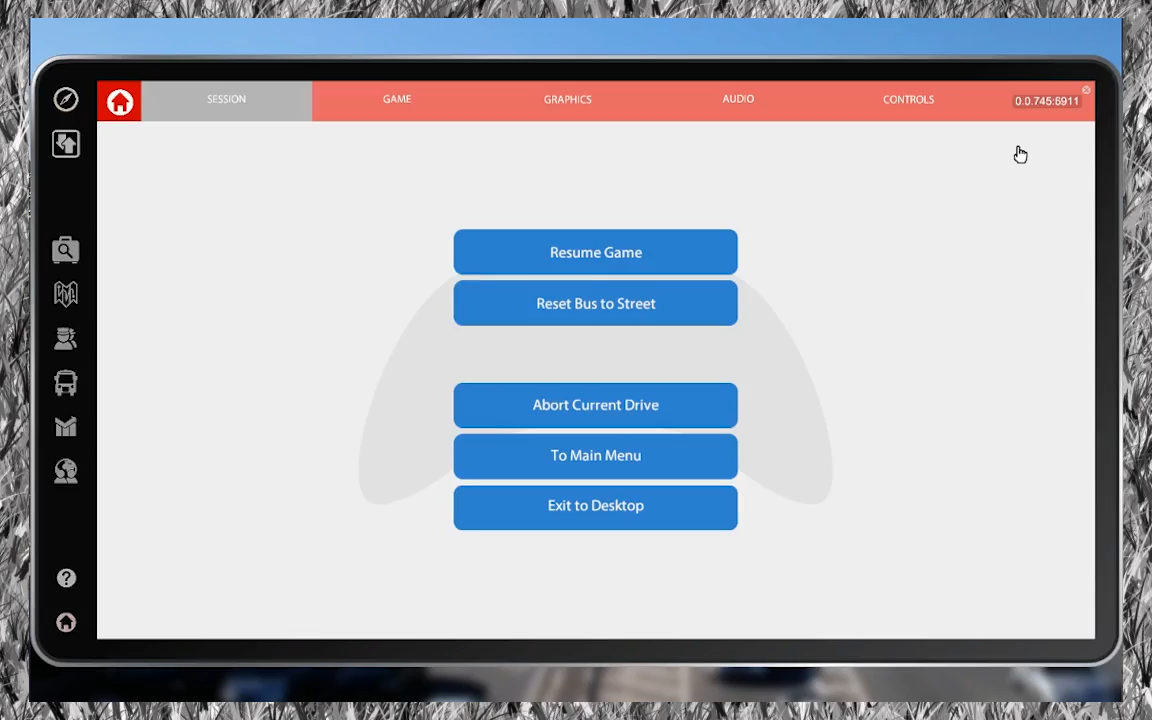 SESSION
GAME
GRAPHICS
AUDIO
CONTROLS
0.0.745:6911
Resume Game
Reset Bus to Street
Abort Current Drive
To Main Menu
Exit to Desktop
?